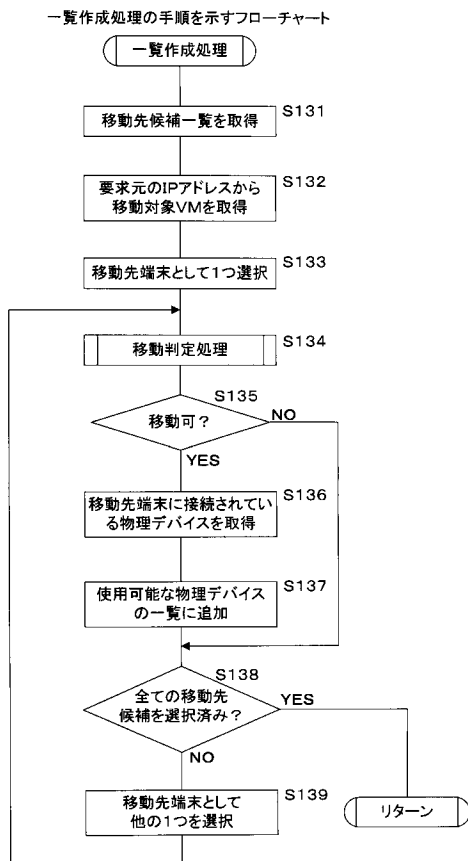 一覧作成処理の手順を示すフローチャート
一覧作成処理
移動先候補一覧を取得
S131
要求元のIPアドレスから
移動対象VMを取得
S132
移動先端末として1つ選択
S133
移動判定処理
S134
S135
移動可?
NO
YES
移動先端末に接続されてい
る物理デバイスを取得
S136
使用可能な物理デバイス
の一覧に追加
S137
S138
全ての移動先
候補を選択済み?
YES
NO
移動先端末として
他の1つを選択
S139
リターン